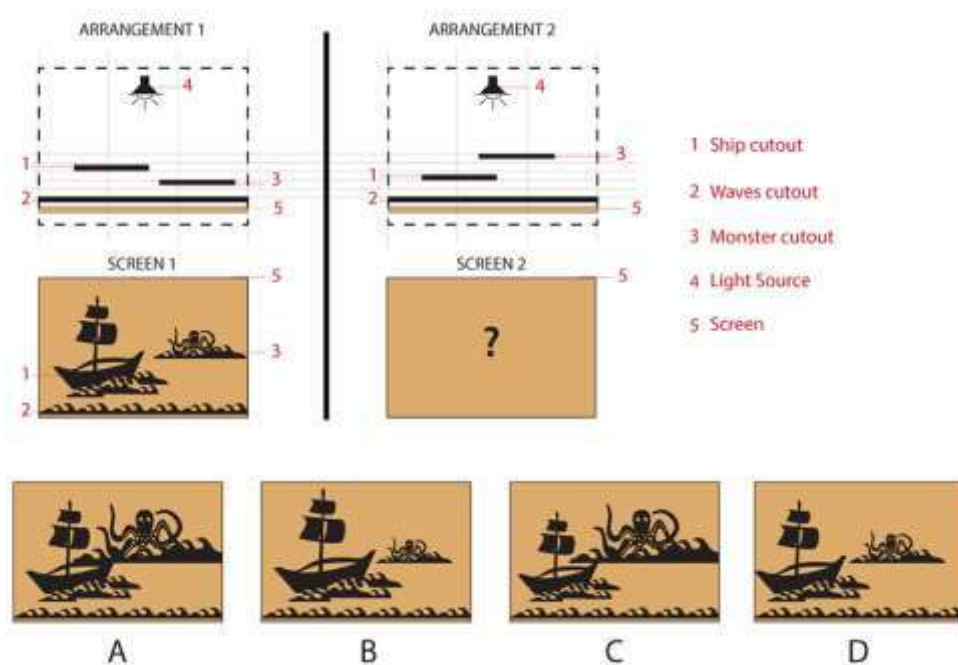 ARRANGEMENT 1
ARRANGEMENT 2
4
4
1
3
2
5
3
1
2
5
1 Ship cutout
2 Waves cutout
3 Monster cutout
4 Light Source
5 Screen
SCREEN 1
5
SCREEN 2
5
3
1
2
?
A
B
C
D